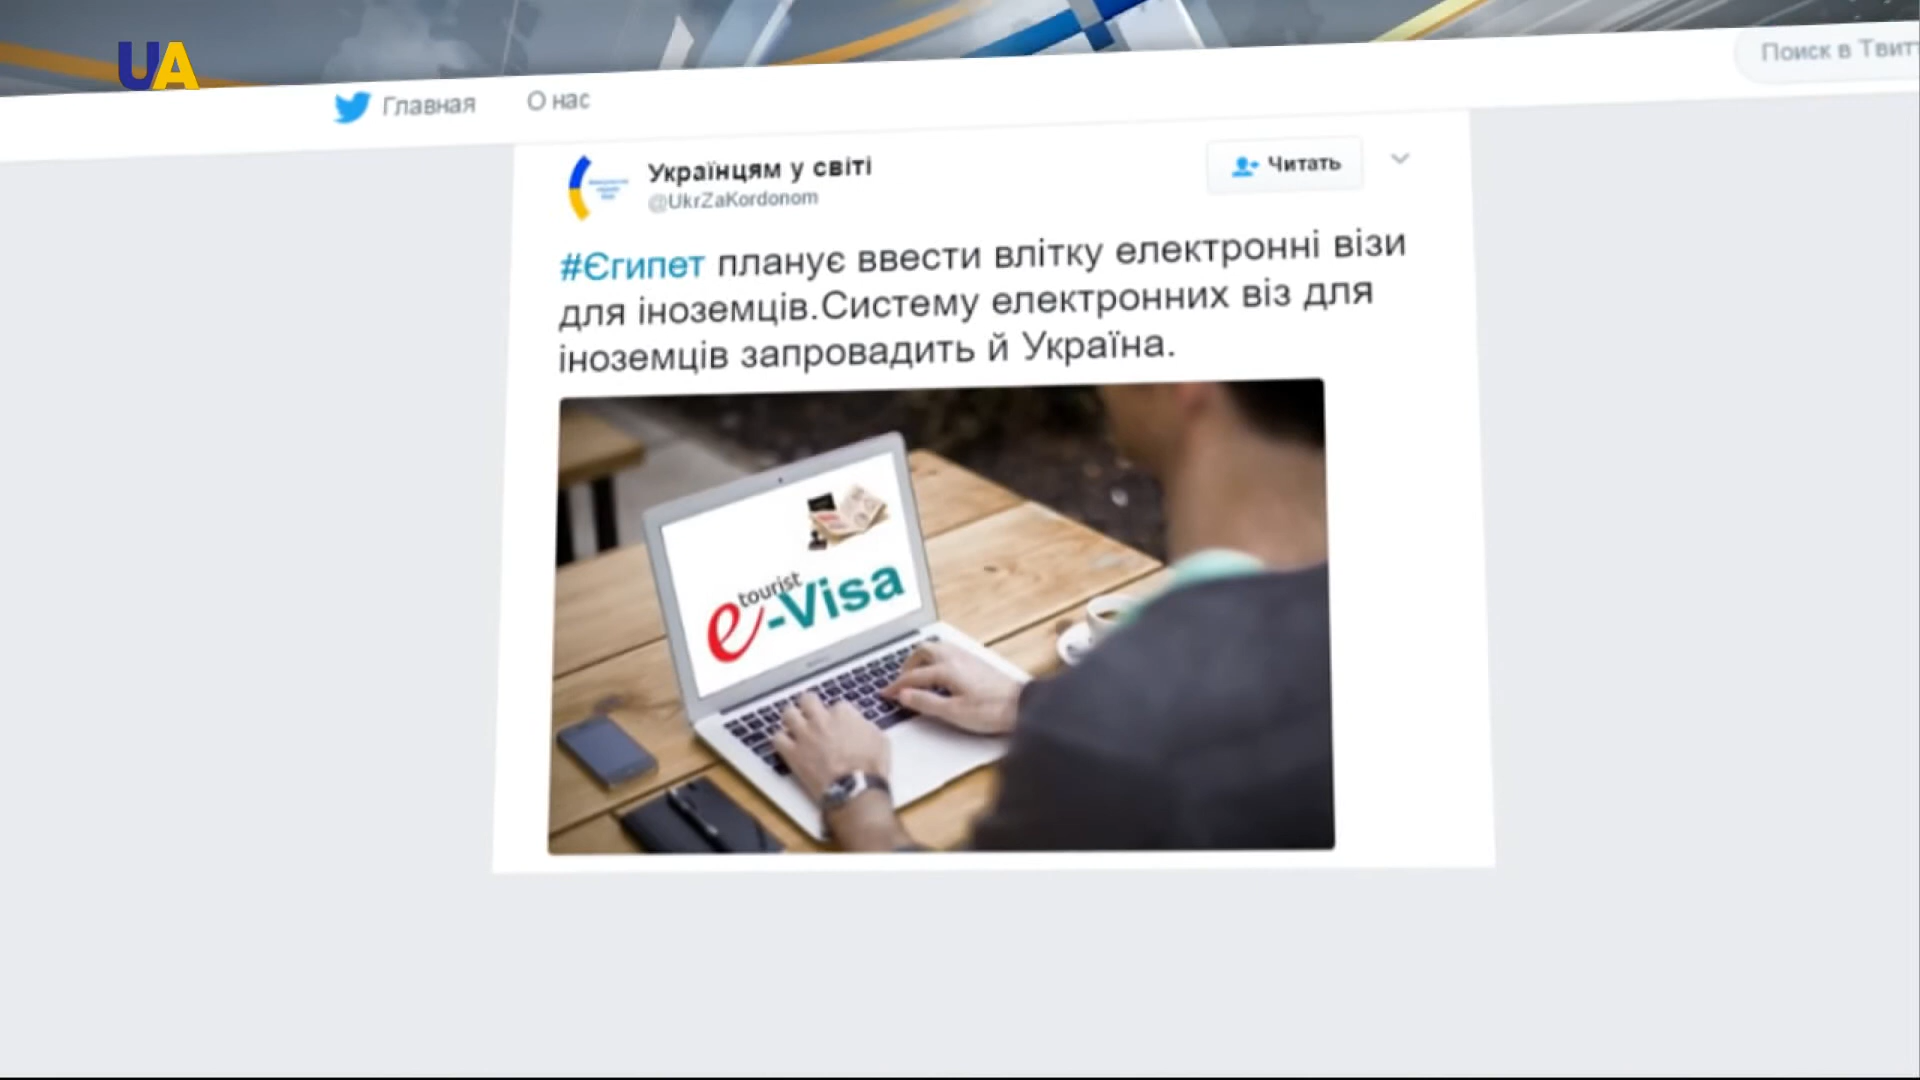 UA
Главная О нас
Поиск в Твитт
Українцям у світі
@UkrZaKordonom
Читать
#Єгипет планує ввести влітку електронні візи
для іноземців.Систему електронних віз для
іноземців запровадить й Україна.
tourist
e-Visa